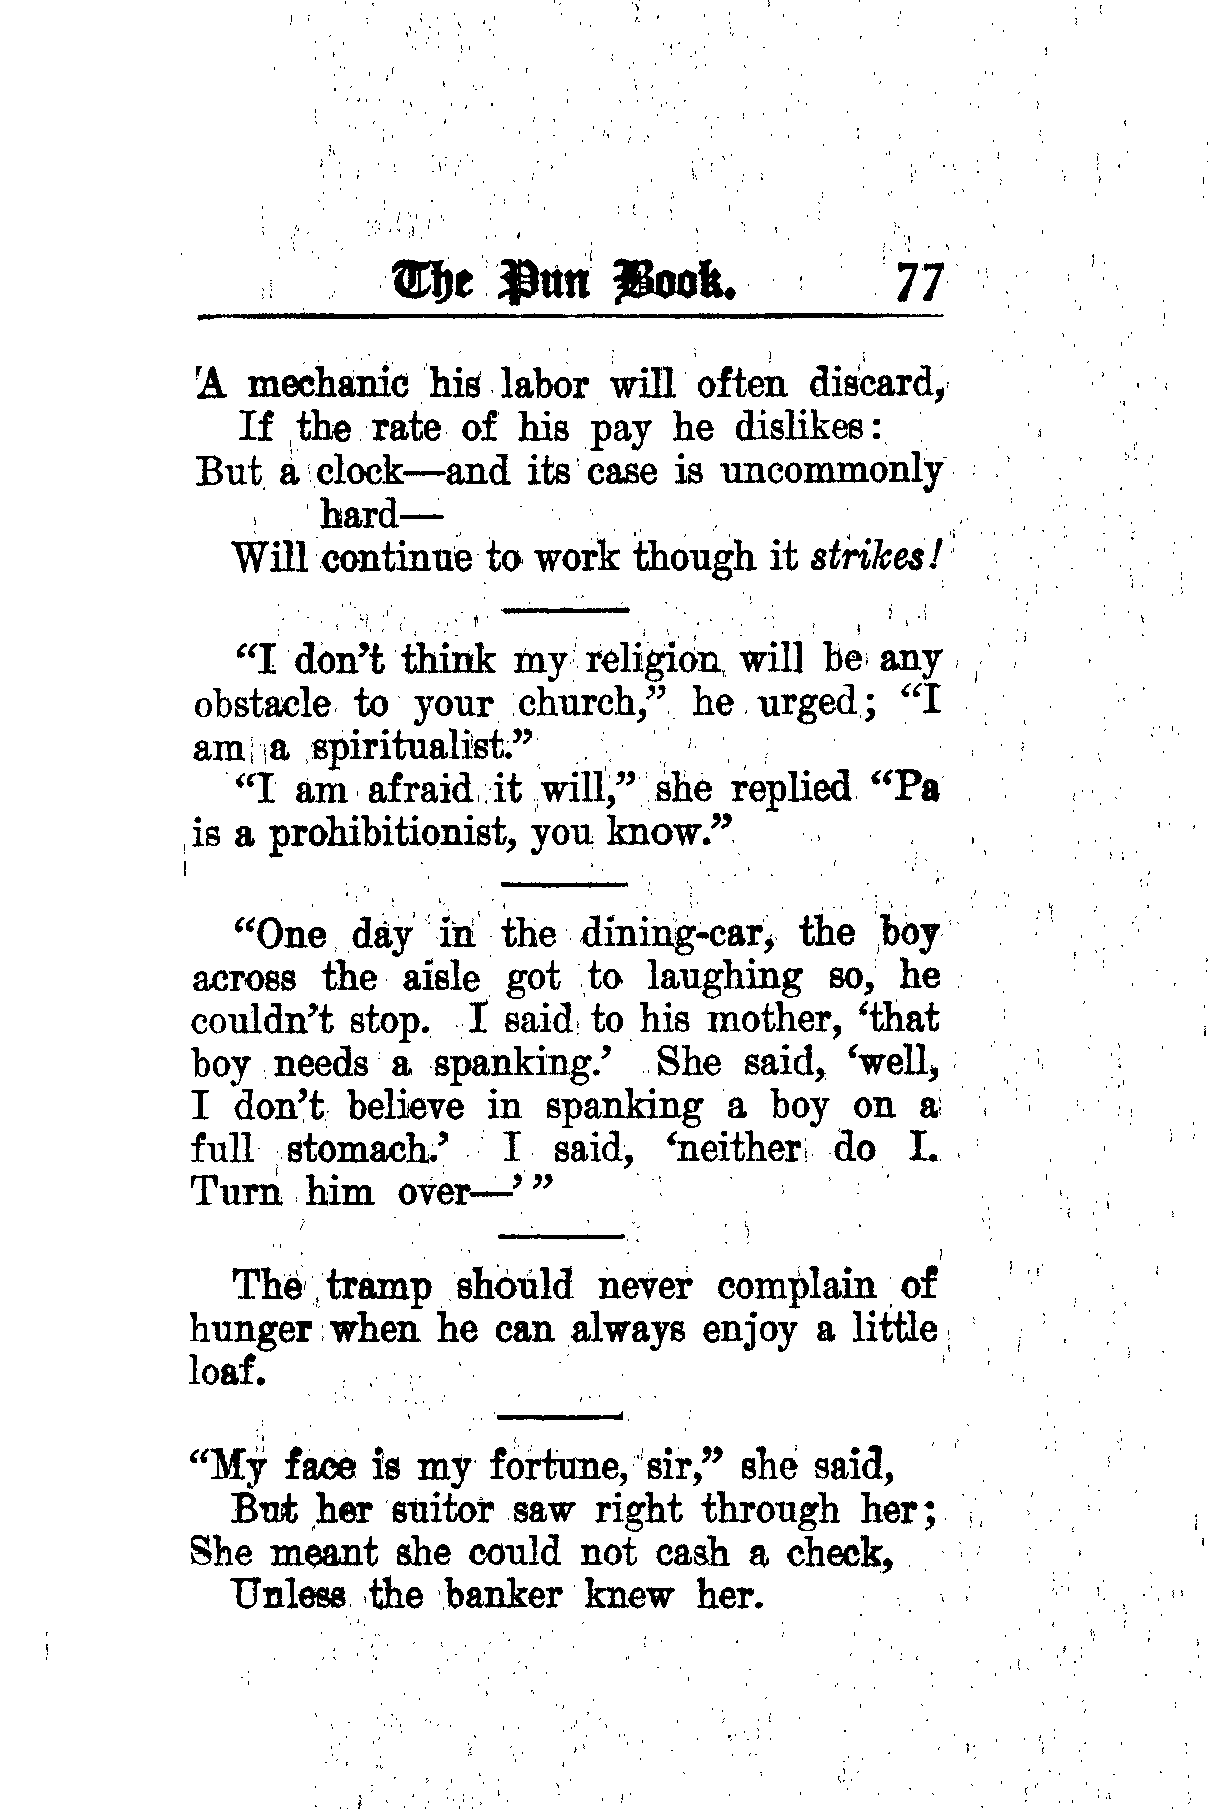 The Pun Book. 77
A mechanic his labor will often discard,
If the rate of his pay he dislikes:
But a clock—and its case is uncommonly
hard—
Will continue to work though it strikes!
“I don’t think my religion will be any
obstacle to your church,” he urged; “I
am a spiritualist.”
“I am afraid it will,” she replied “Pa
is a prohibitionist, you know.”
“One day in the dining-car, the boy
across the aisle got to laughing so, he
couldn’t stop. I said to his mother, ‘that
boy needs a spanking.’ She said, ‘well,
I don’t believe in spanking a boy on a
full stomach.’ I said, ‘neither do I.
Turn him over—’ ”
The tramp should never complain of
hunger when he can always enjoy a little
loaf.
“My face is my fortune, sir,” she said,
But her suitor saw right through her;
She meant she could not cash a check,
Unless the banker knew her.